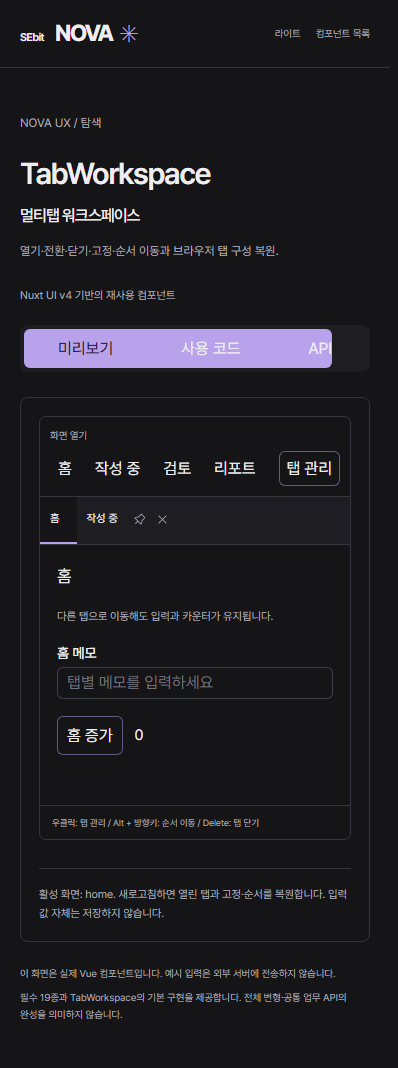 SEbit NOVA 라이트 컴포넌트 목록
NOVA UX / 탐색
TabWorkspace
멀티탭 워크스페이스
열기·전환·닫기·고정·순서 이동과 브라우저 탭 구성 복원.
Nuxt UI v4 기반의 재사용 컴포넌트
미리보기 사용 코드 API
화면 열기
홈 작성 중 검토 리포트 탭 관리
홈 작성 중
홈
다른 탭으로 이동해도 입력과 카운터가 유지됩니다.
홈 메모
탭별 메모를 입력하세요
홈 증가 0
우클릭: 탭 관리 / Alt + 방향키: 순서 이동 / Delete: 탭 닫기
활성 화면: home. 새로고침하면 열린 탭과 고정·순서를 복원합니다. 입력
값 자체는 저장하지 않습니다.
이 화면은 실제 Vue 컴포넌트입니다. 예시 입력은 외부 서버에 전송하지 않습니다.
필수 19종과 TabWorkspace의 기본 구현을 제공합니다. 전체 변형·공통 업무 API의
완성을 의미하지 않습니다.